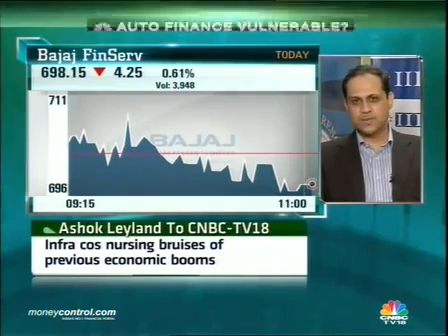 AUTO FINANCE VULNERABLE?
Bajaj FinServ
TODAY
698.15 4.25 0.61%
Vol: 3,948
711
BAJAJ
696
09:15 11:00
Ashok Leyland To CNBC-TV18
Infra cos nursing bruises of
previous economic booms
moneycontrol.com
CNBC
TV18